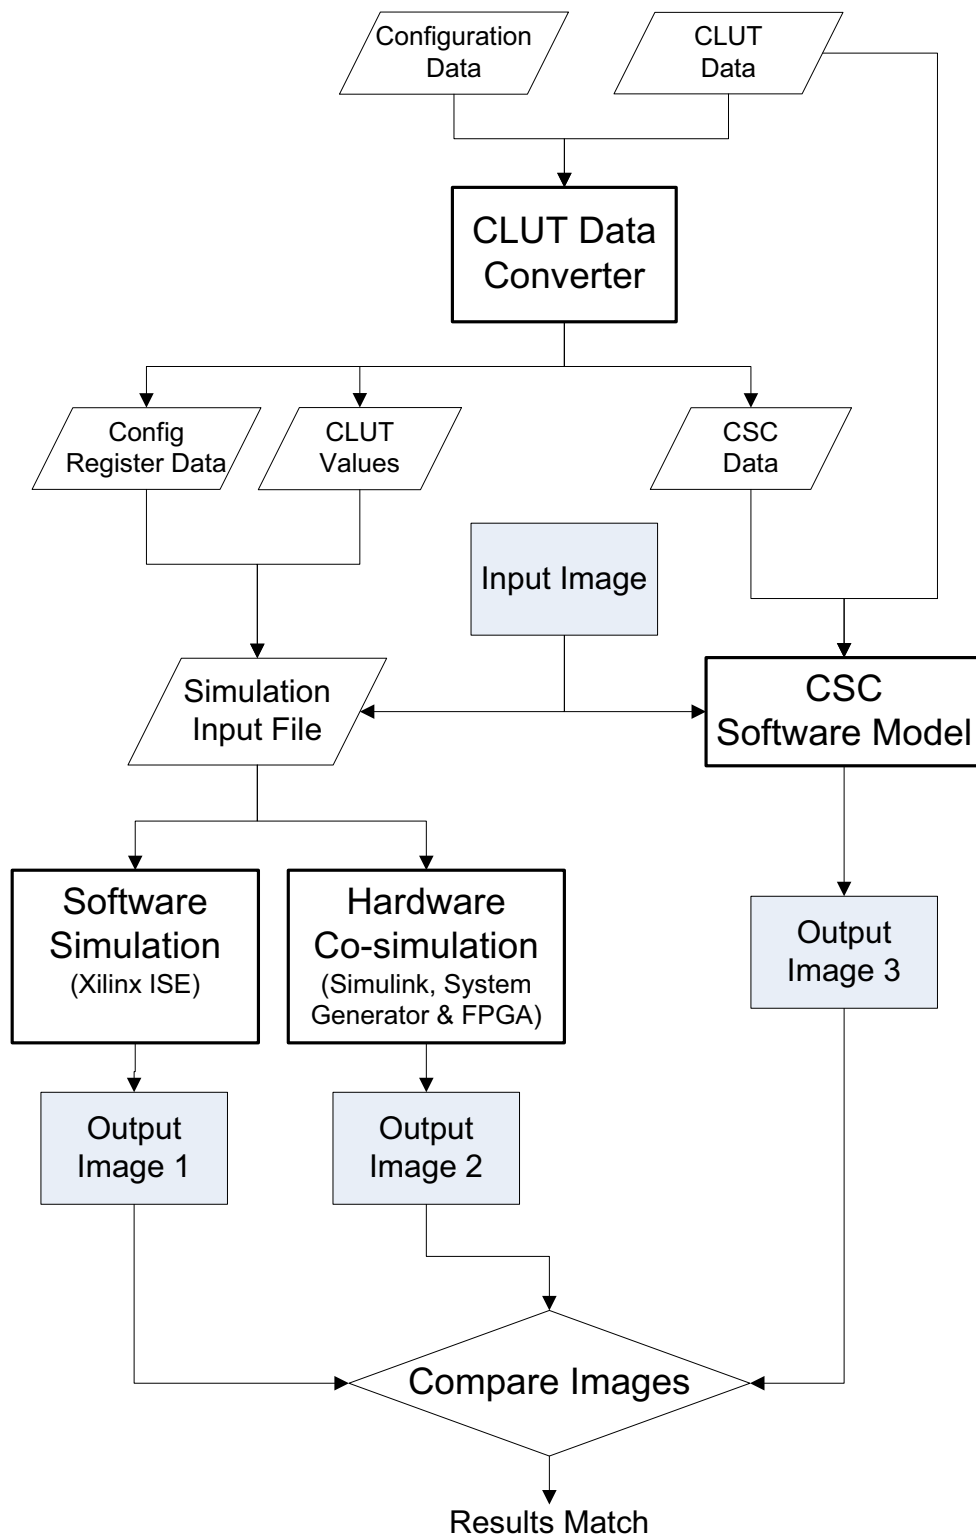 Configuration
Data
CLUT
Data
CLUT Data
Converter
Config
Register Data
CLUT
Values
CSC
Data
Input Image
Simulation
Input File
CSC
Software Model
Software
Simulation
(Xilinx ISE)
Hardware
Co-simulation
(Simulink, System
Generator & FPGA)
Output
Image 3
Output
Image 1
Output
Image 2
Compare Images
Results Match